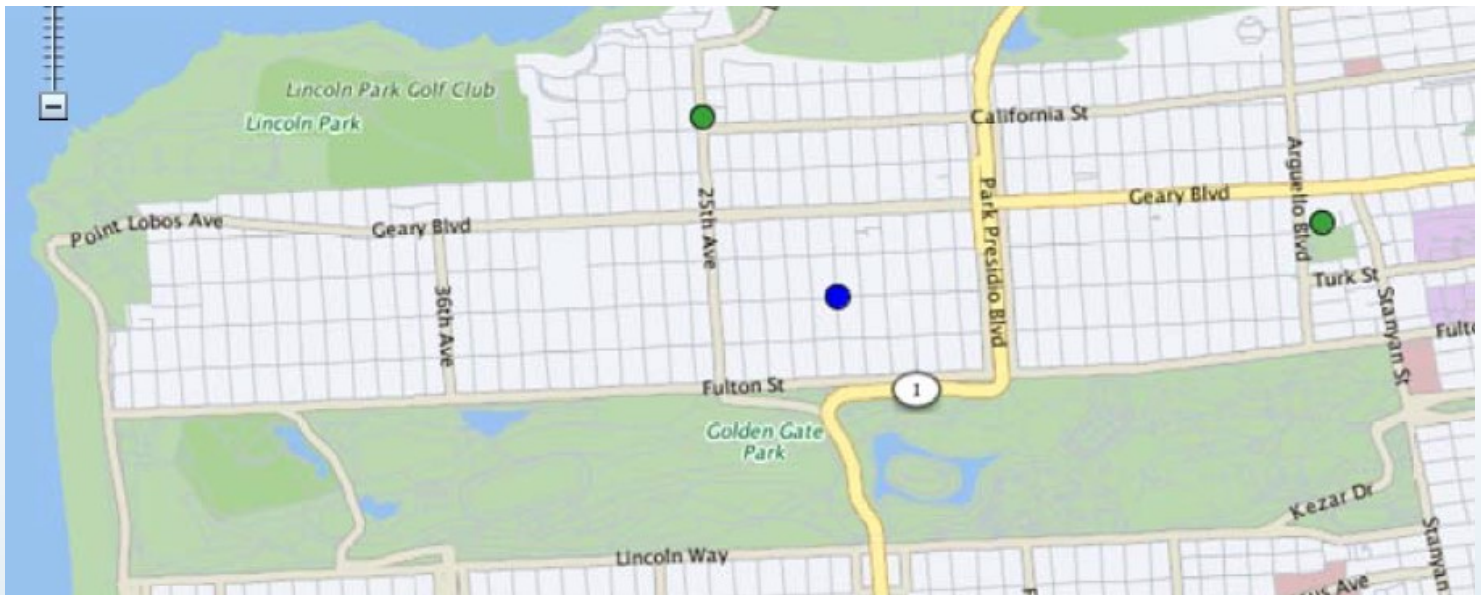 Lincoln Park Golf Club
Lincoln Park
California St
Arguello Blvd
25th Ave
Park Presidio Blvd
Geary Blvd
Point Lobos Ave
Geary Blvd
Turk St
36th Ave
Stanyan St
Fulton St
1
Golden Gate
Park
Kezar Dr
Lincoln Way
Stanyan
Ave